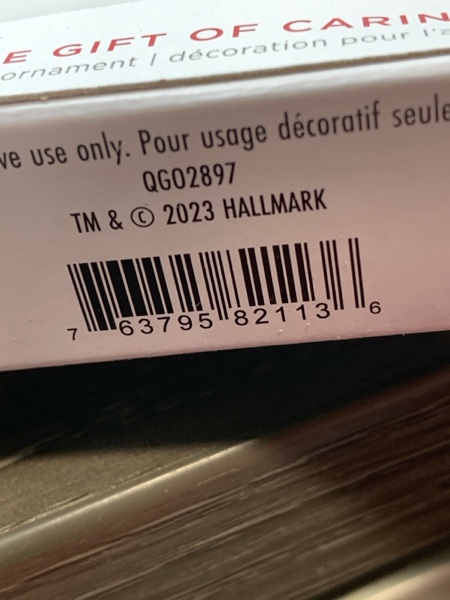 E GIFT OF CARIN
ornament | décoration pour l'a
ve use only. Pour usage décoratif seule
QGO2897
TM & © 2023 HALLMARK
7 63795 82113 6